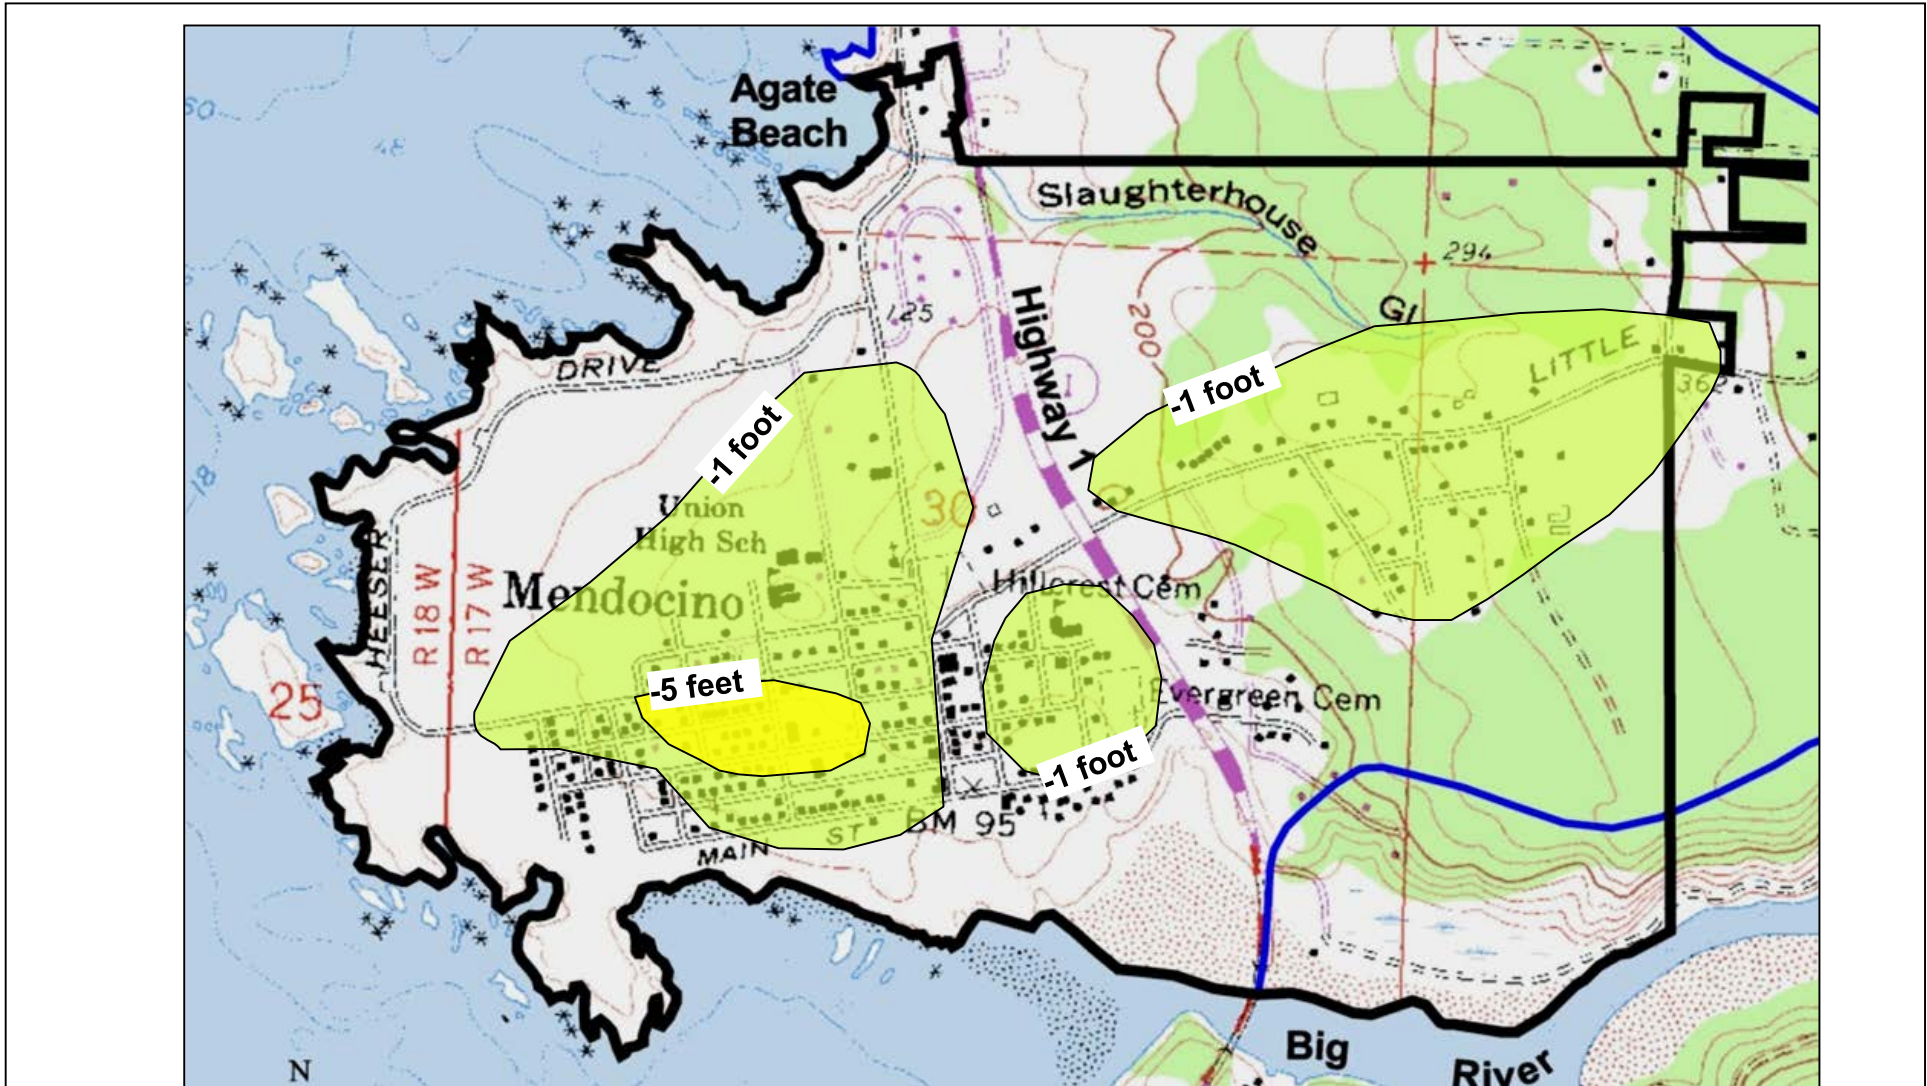 Agate
Beach
50
Slaughterhouse
294
Gl
Highway 1
200
125
DRIVE
LITTLE
362
-1 foot
-1 foot
I
Union
High Sch
30
Mendocino
HEESER
R 18 W
R 17 W
Hillcrest Cem
25
-5 feet
Evergreen Cem
-1 foot
BM 95
MAIN ST
N
Big
River